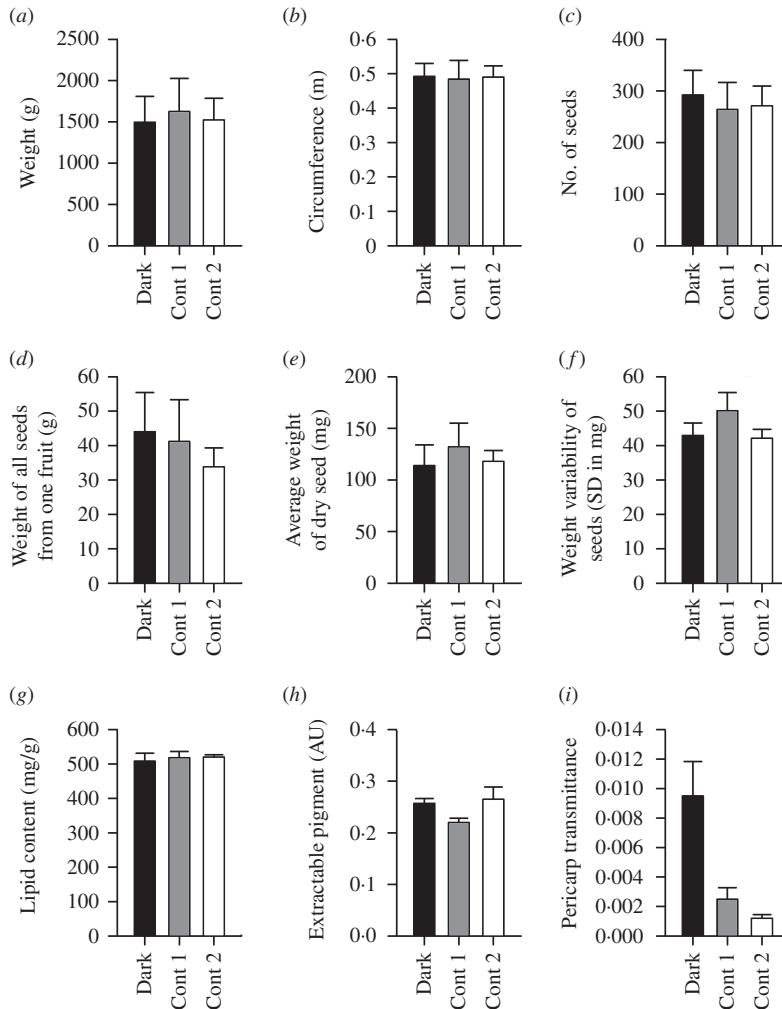 (a)
2500
2000
1500
1000
500
0
Weight (g)
Dark
Cont 1
Cont 2
(b)
0·6
0·5
0·4
0·3
0·2
0·1
0
Circumference (m)
Dark
Cont 1
Cont 2
(c)
400
300
200
100
0
No. of seeds
Dark
Cont 1
Cont 2
(d)
60
50
40
30
20
10
0
Weight of all seeds
from one fruit (g)
Dark
Cont 1
Cont 2
(e)
200
150
100
50
0
Average weight
of dry seed (mg)
Dark
Cont 1
Cont 2
(f)
60
50
40
30
20
10
0
Weight variability of
seeds (SD in mg)
Dark
Cont 1
Cont 2
(g)
600
500
400
300
200
100
0
Lipid content (mg/g)
Dark
Cont 1
Cont 2
(h)
0·4
0·3
0·2
0·1
0·0
Extractable pigment (AU)
Dark
Cont 1
Cont 2
(i)
0·014
0·012
0·010
0·008
0·006
0·004
0·002
0·000
Pericarp transmittance
Dark
Cont 1
Cont 2